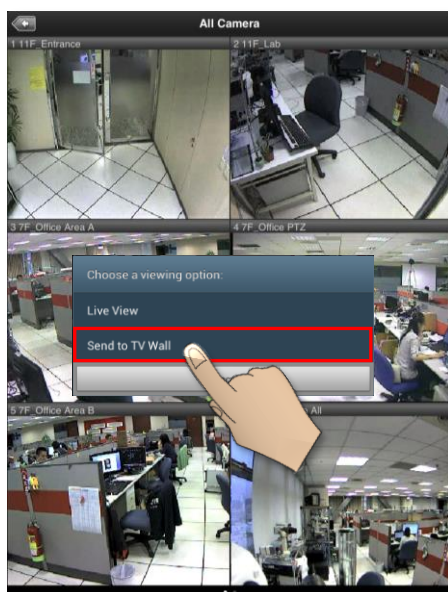 All Camera
1 11F_Entrance
2 11F_Lab
3 7F_Office Area A
4 7F_Office PTZ
Choose a viewing option:
Live View
Send to TV Wall
5 7F_Office Area B
All